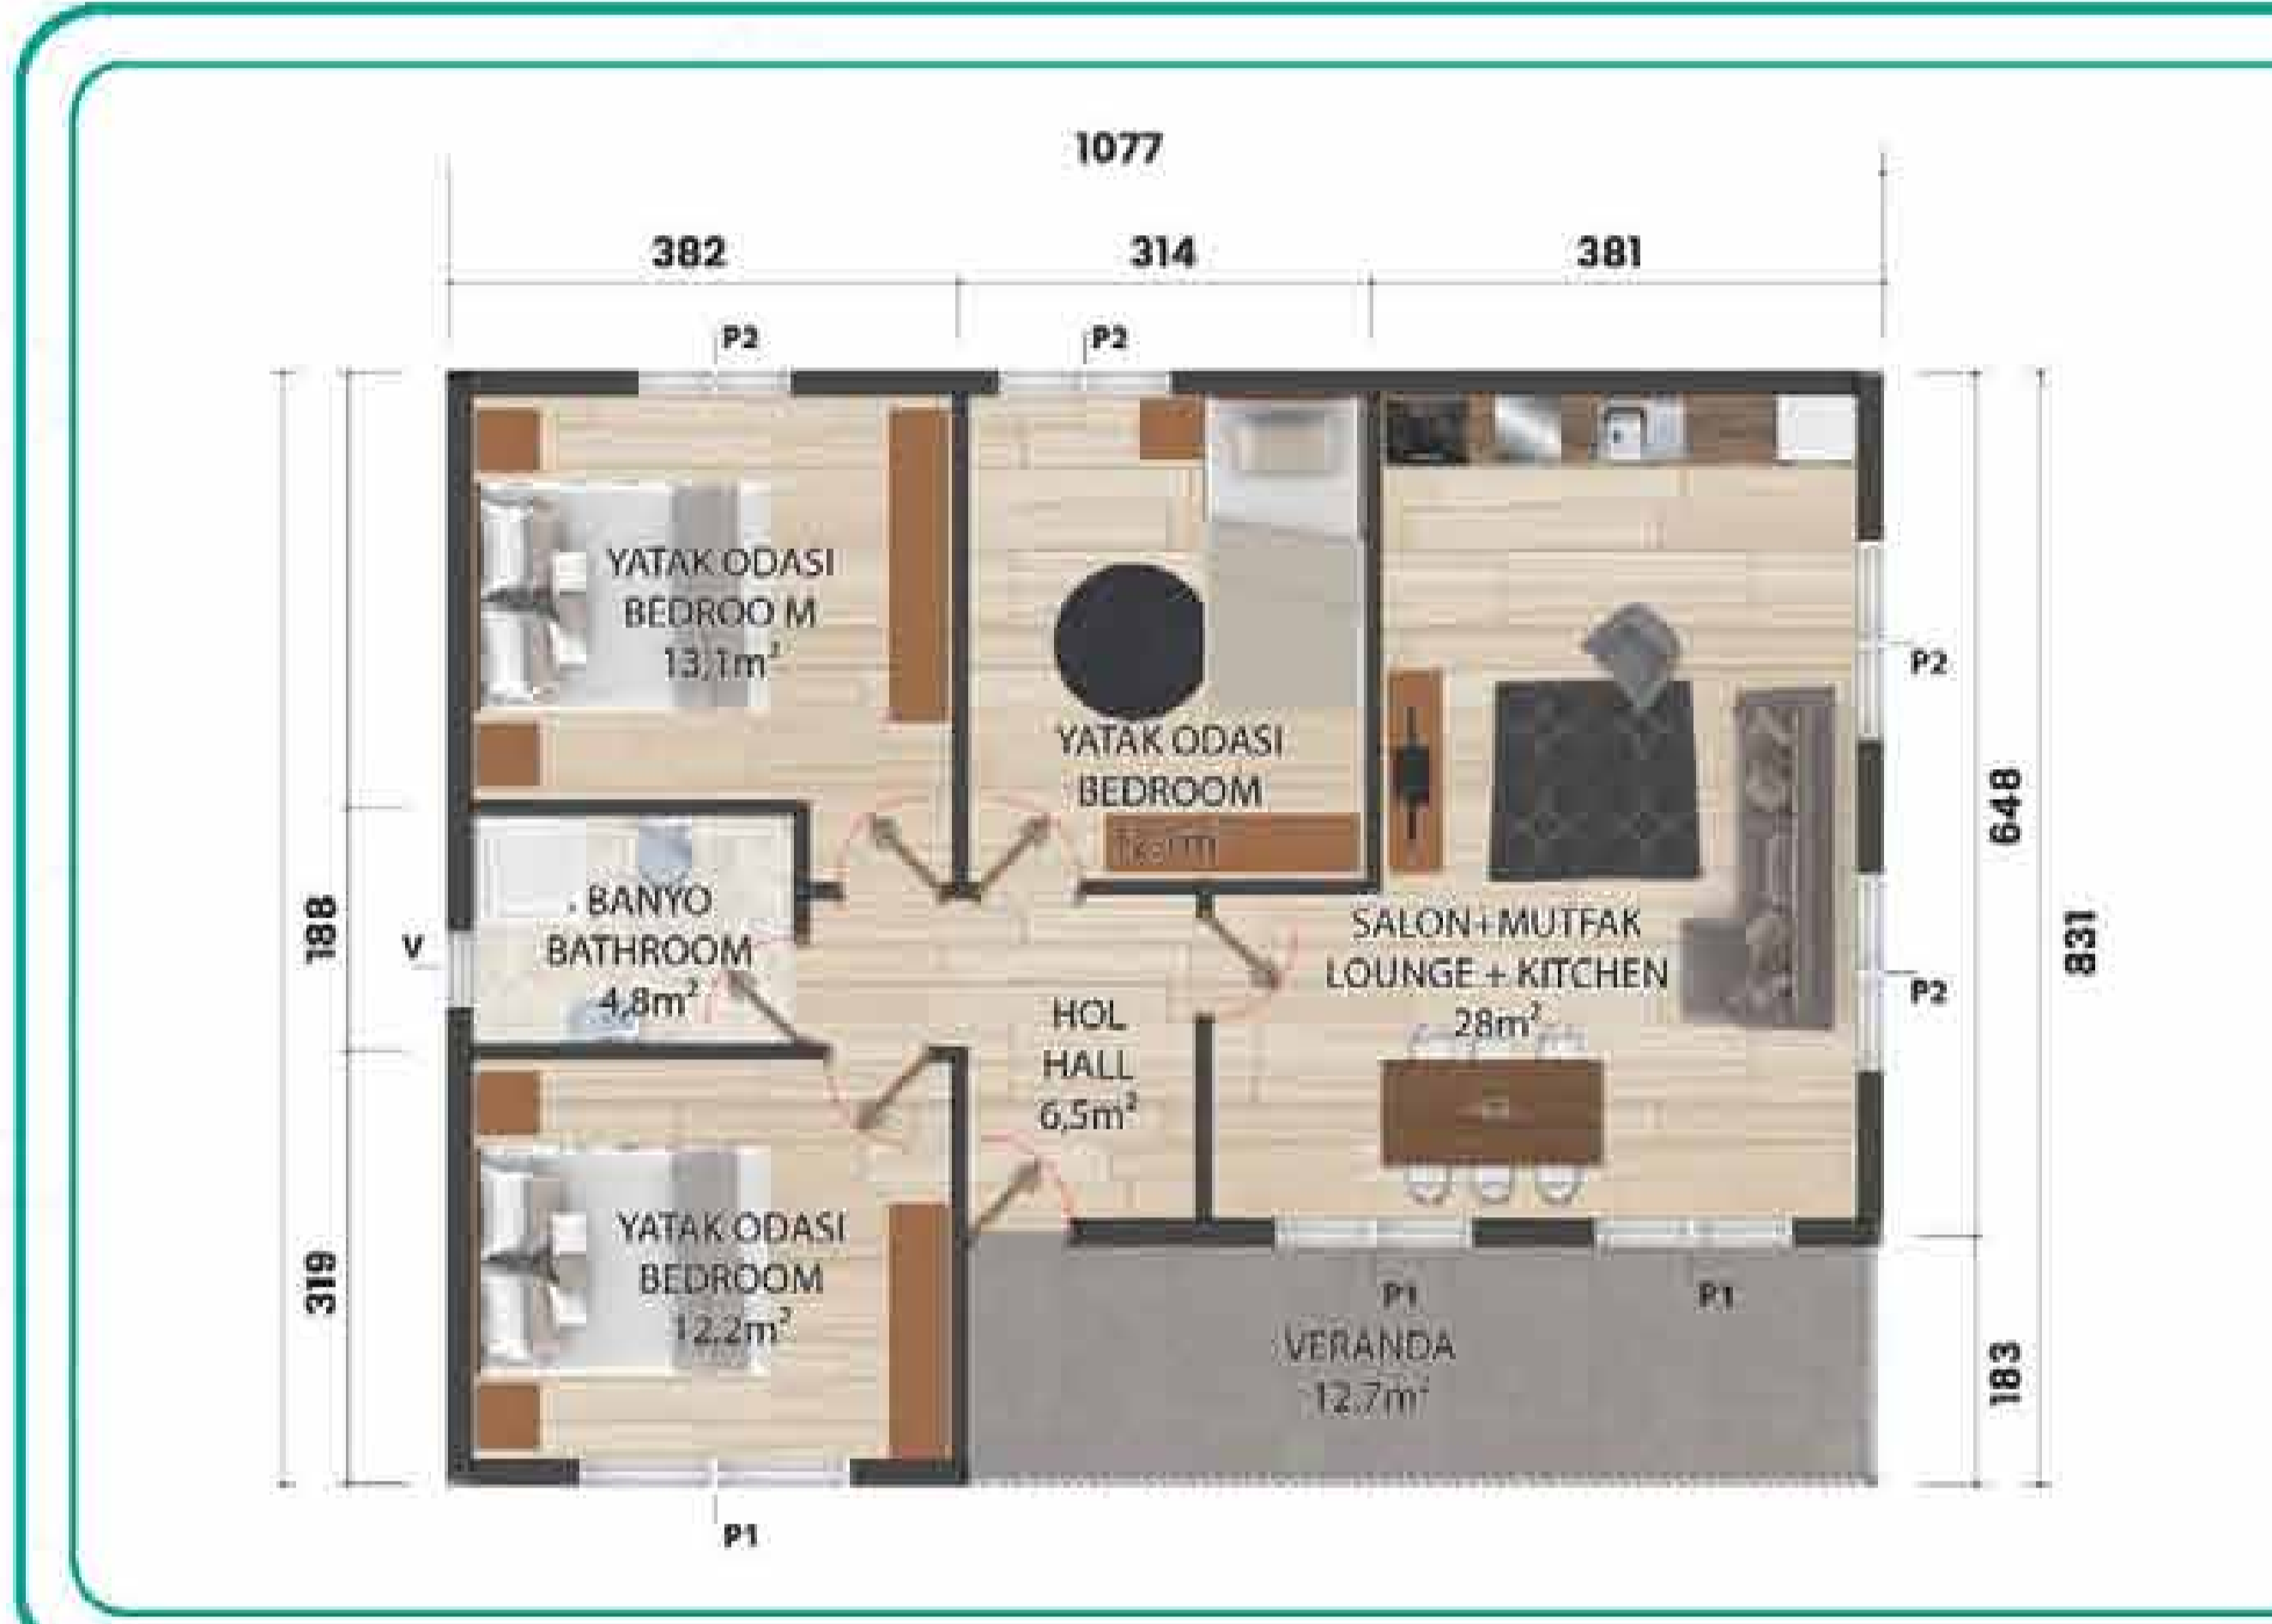 1077
382
314
381
P2
P2
YATAK ODASI
BEDROO M
13,1m²
YATAK ODASI
BEDROOM
P2
648
831
188
V
BANYO
BATHROOM
4,8m²
SALON+MUTFAK
LOUNGE + KITCHEN
28m²
P2
HOL
HALL
6,5m²
319
YATAK ODASI
BEDROOM
12.2m²
P1
P1
VERANDA
12.7m²
183
P1